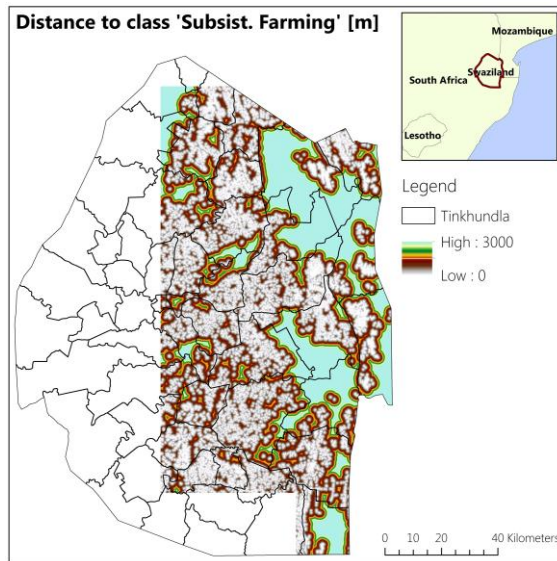 Distance to class 'Subsist. Farming' [m]
Mozambique
Swaziland
South Africa
Lesotho
Legend
Tinkhundla
High : 3000
Low : 0
0 10 20 40 Kilometers